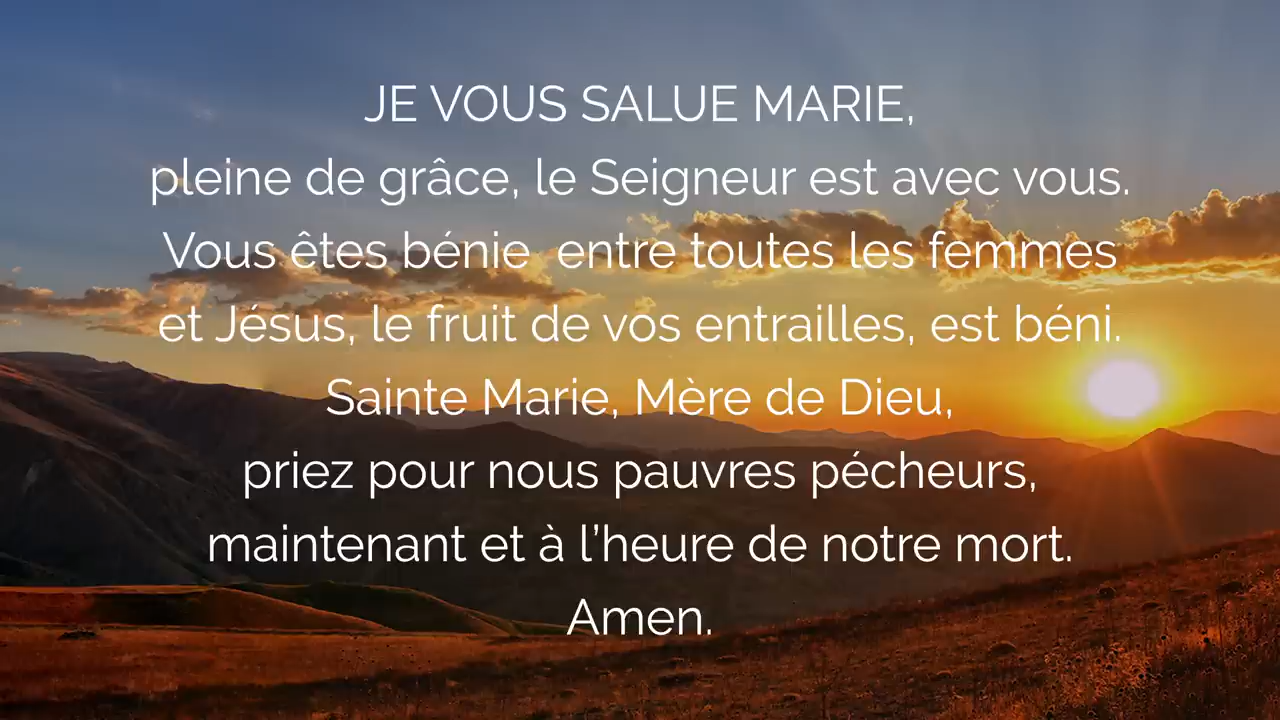 JE VOUS SALUE MARIE,
pleine de grâce, le Seigneur est avec vous.
Vous êtes bénie  entre toutes les femmes
et Jésus, le fruit de vos entrailles, est béni.
Sainte Marie, Mère de Dieu,
priez pour nous pauvres pécheurs,
maintenant et à l’heure de notre mort.
Amen.